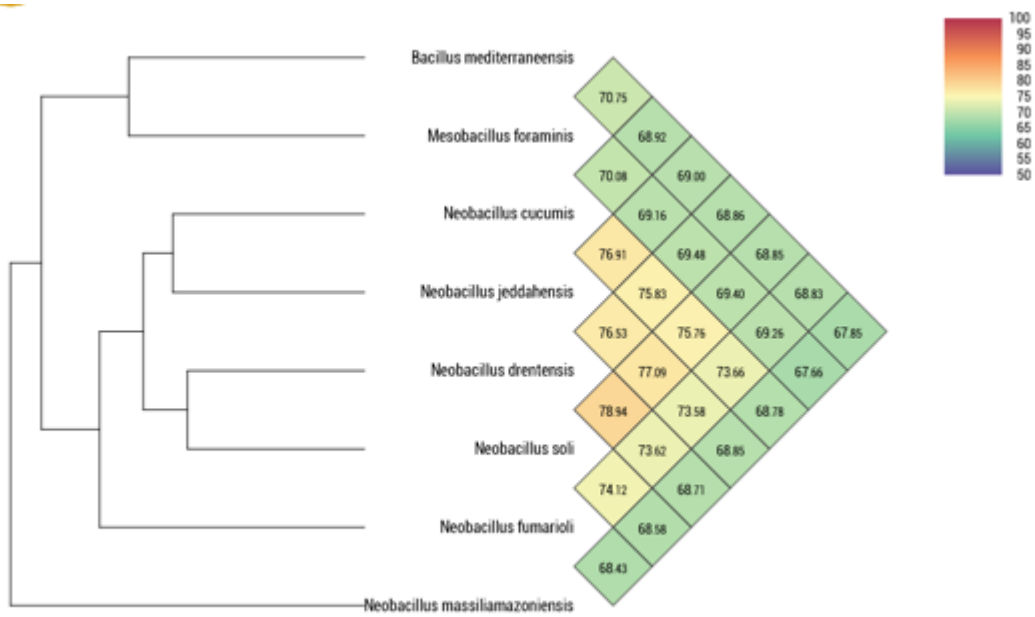 100
95
90
85
80
75
70
65
60
55
50
Bacillus mediterraneensis
70.75
Mesobacillus foraminis
68.92
70.08 69.00
Neobacillus cucumis
69.16 68.86
76.91 69.48 68.85
Neobacillus jeddahensis
75.83 69.40 68.83
76.53 75.76 69.26 67.85
Neobacillus drentensis
77.09 73.66 67.66
78.94 73.58 68.78
Neobacillus soli
73.62 68.85
74.12 68.71
Neobacillus fumarioli
68.58
68.43
Neobacillus massiliamazoniensis